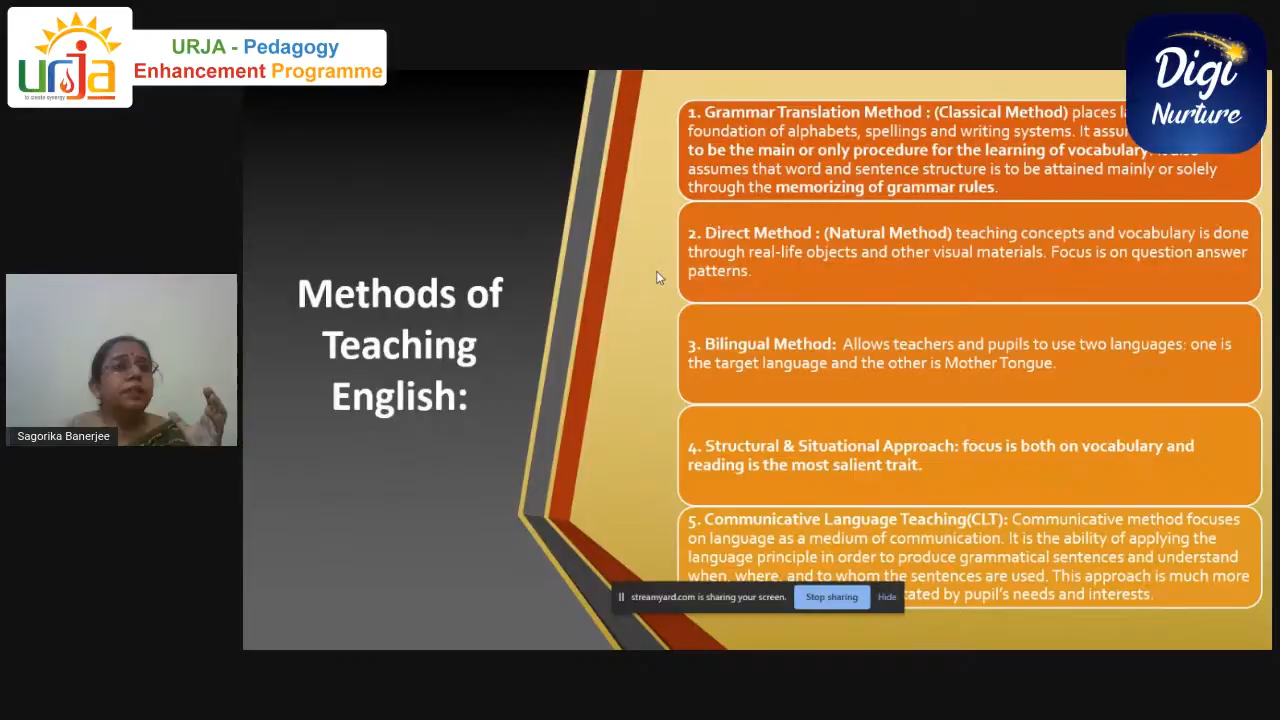 urja
to create synergy
URJA - Pedagogy
Enhancement Programme
Digi
Nurture
Methods of
Teaching
English:
1. Grammar Translation Method : (Classical Method) places
foundation of alphabets, spellings and writing systems. It
to be the main or only procedure for the learning of vocabulary.
assumes that word and sentence structure is to be attained mainly or solely
through the memorizing of grammar rules.
2. Direct Method : (Natural Method) teaching concepts and vocabulary is done
through real-life objects and other visual materials. Focus is on question answer
patterns.
3. Bilingual Method: Allows teachers and pupils to use two languages: one is
the target language and the other is Mother Tongue.
4. Structural & Situational Approach: focus is both on vocabulary and
reading is the most salient trait.
5. Communicative Language Teaching(CLT): Communicative method focuses
on language as a medium of communication. It is the ability of applying the
language principle in order to produce grammatical sentences and understand
when, where, and to whom the sentences are used. This approach is much more
by pupil's needs and interests.
streamyard.com is sharing your screen. Stop sharing Hide
Sagorika Banerjee